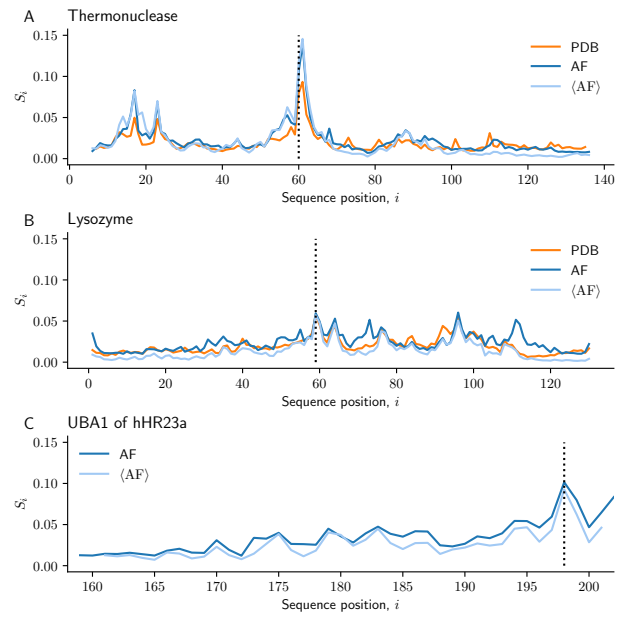 A Thermonuclease
0.15
0.10
0.05
0.00
S_i
PDB
AF
⟨AF⟩
0 20 40 60 80 100 120 140
Sequence position, i
B Lysozyme
0.15
0.10
0.05
0.00
S_i
PDB
AF
⟨AF⟩
0 20 40 60 80 100 120
Sequence position, i
C UBA1 of hHR23a
0.15
0.10
0.05
0.00
S_i
AF
⟨AF⟩
160 165 170 175 180 185 190 195 200
Sequence position, i